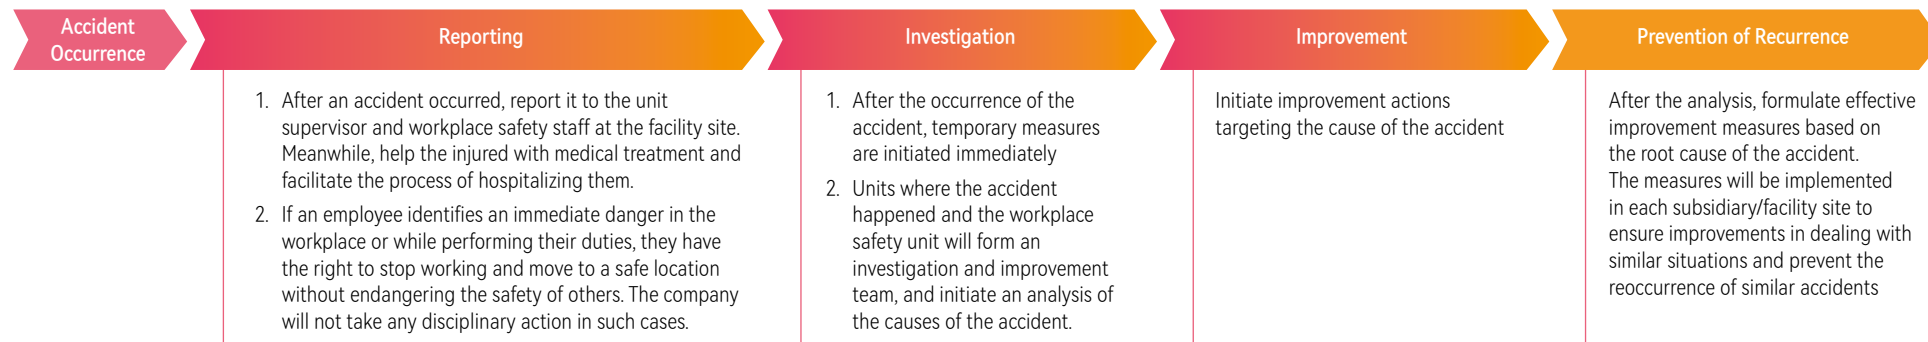 Accident
Occurrence
Reporting
Investigation
Improvement
Prevention of Recurrence
1. After an accident occurred, report it to the unit
supervisor and workplace safety staff at the facility site.
Meanwhile, help the injured with medical treatment and
facilitate the process of hospitalizing them.
2. If an employee identifies an immediate danger in the
workplace or while performing their duties, they have
the right to stop working and move to a safe location
without endangering the safety of others. The company
will not take any disciplinary action in such cases.
1. After the occurrence of the
accident, temporary measures
are initiated immediately
2. Units where the accident
happened and the workplace
safety unit will form an
investigation and improvement
team, and initiate an analysis of
the causes of the accident.
Initiate improvement actions
targeting the cause of the accident
After the analysis, formulate effective
improvement measures based on
the root cause of the accident.
The measures will be implemented
in each subsidiary/facility site to
ensure improvements in dealing with
similar situations and prevent the
reoccurrence of similar accidents